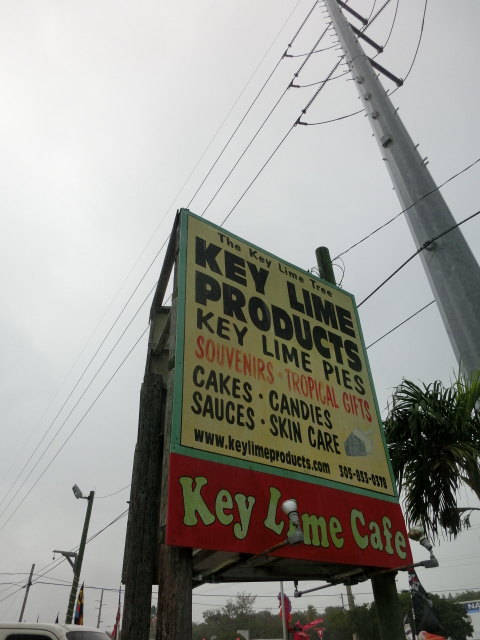 The Key Lime Tree
KEY LIME
PRODUCTS
KEY LIME PIES
SOUVENIRS · TROPICAL GIFTS
CAKES · CANDIES
SAUCES · SKIN CARE
www.keylimeproducts.com 305-853-0378
Key Lime Cafe
NA